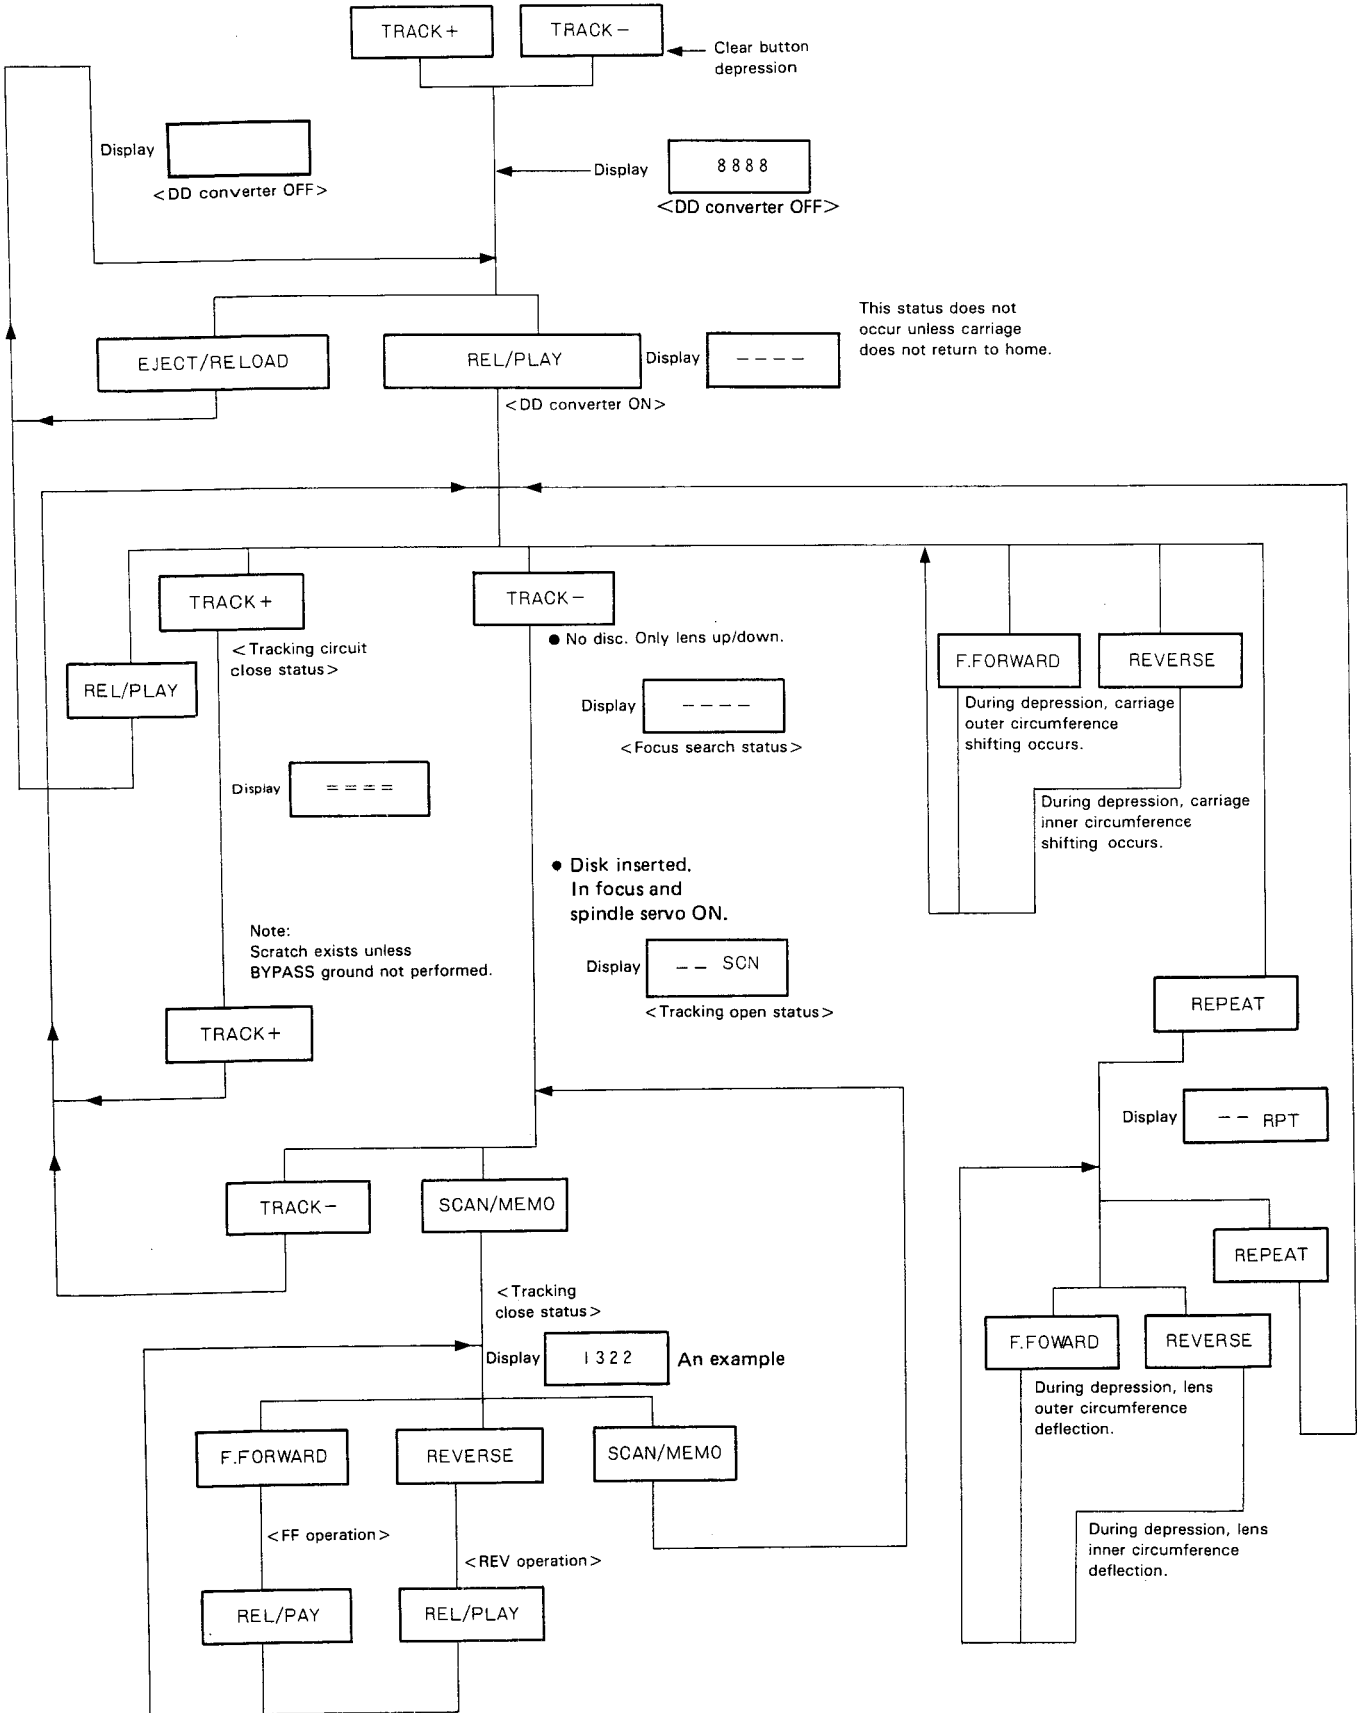 TRACK+
TRACK−
Clear button
depression
Display
<DD converter OFF>
Display
8888
<DD converter OFF>
EJECT/RELOAD
REL/PLAY
Display
----
This status does not
occur unless carriage
does not return to home.
<DD converter ON>
TRACK+
<Tracking circuit
close status>
REL/PLAY
Display
====
Note:
Scratch exists unless
BYPASS ground not performed.
TRACK+
TRACK−
● No disc. Only lens up/down.
Display
----
<Focus search status>
● Disk inserted.
In focus and
spindle servo ON.
Display
-- SCN
<Tracking open status>
F.FORWARD
REVERSE
During depression, carriage
outer circumference
shifting occurs.
During depression, carriage
inner circumference
shifting occurs.
REPEAT
Display
-- RPT
REPEAT
F.FOWARD
REVERSE
During depression, lens
outer circumference
deflection.
During depression, lens
inner circumference
deflection.
TRACK−
SCAN/MEMO
<Tracking
close status>
Display
1322
An example
F.FORWARD
REVERSE
SCAN/MEMO
<FF operation>
<REV operation>
REL/PAY
REL/PLAY